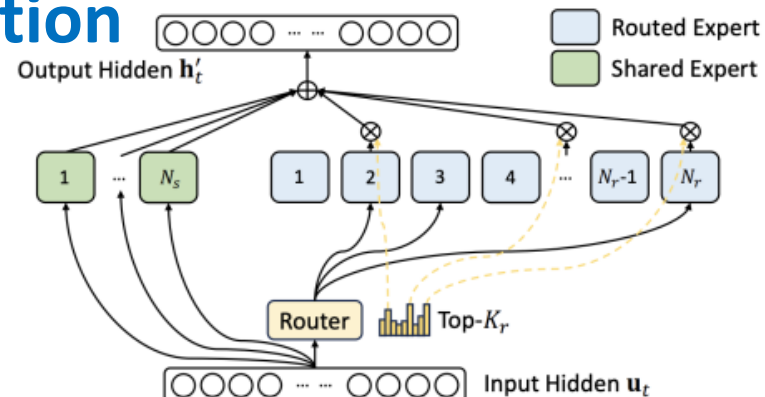 tion
··· ···
Routed Expert
Output Hidden 𝐡′ₜ
Shared Expert
1 ··· Nₛ 1 2 3 4 ··· Nᵣ-1 Nᵣ
Router
Top-Kᵣ
··· ···
Input Hidden 𝐮ₜ